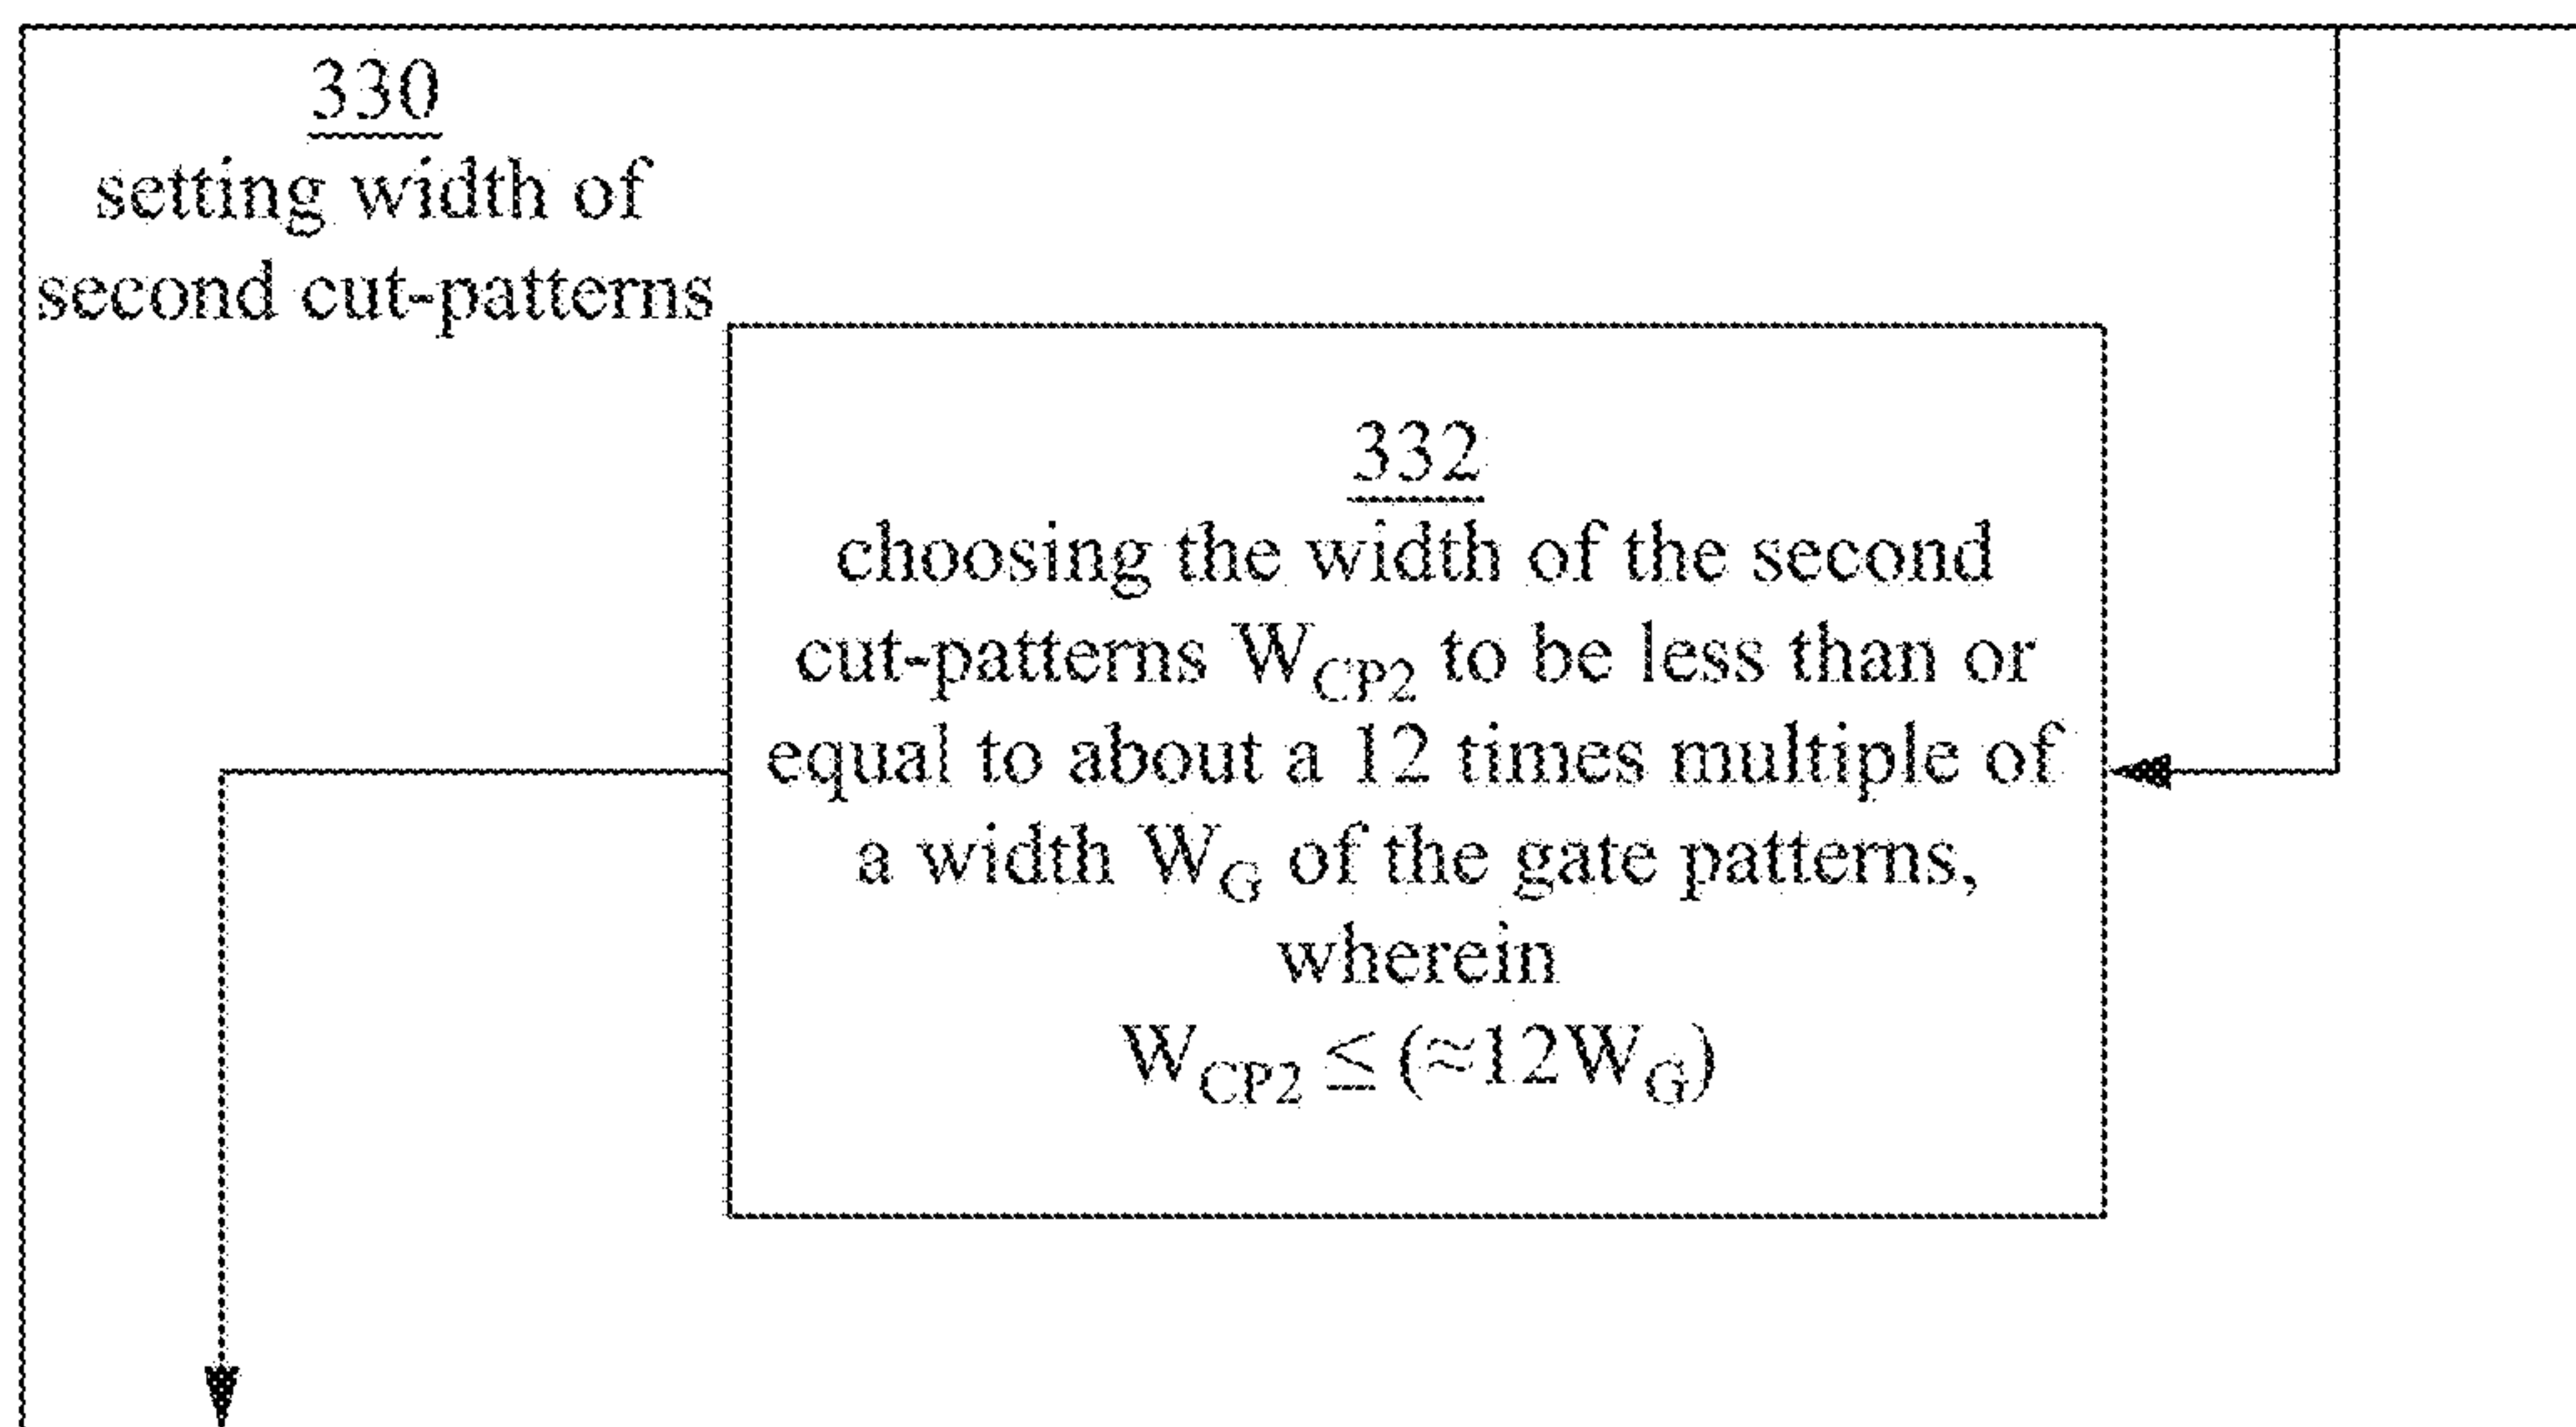 330
setting width of
second cut-patterns
332
choosing the width of the second
cut-patterns W_CP2 to be less than or
equal to about a 12 times multiple of
a width W_G of the gate patterns,
wherein
W_CP2 ≤ (≈12W_G)